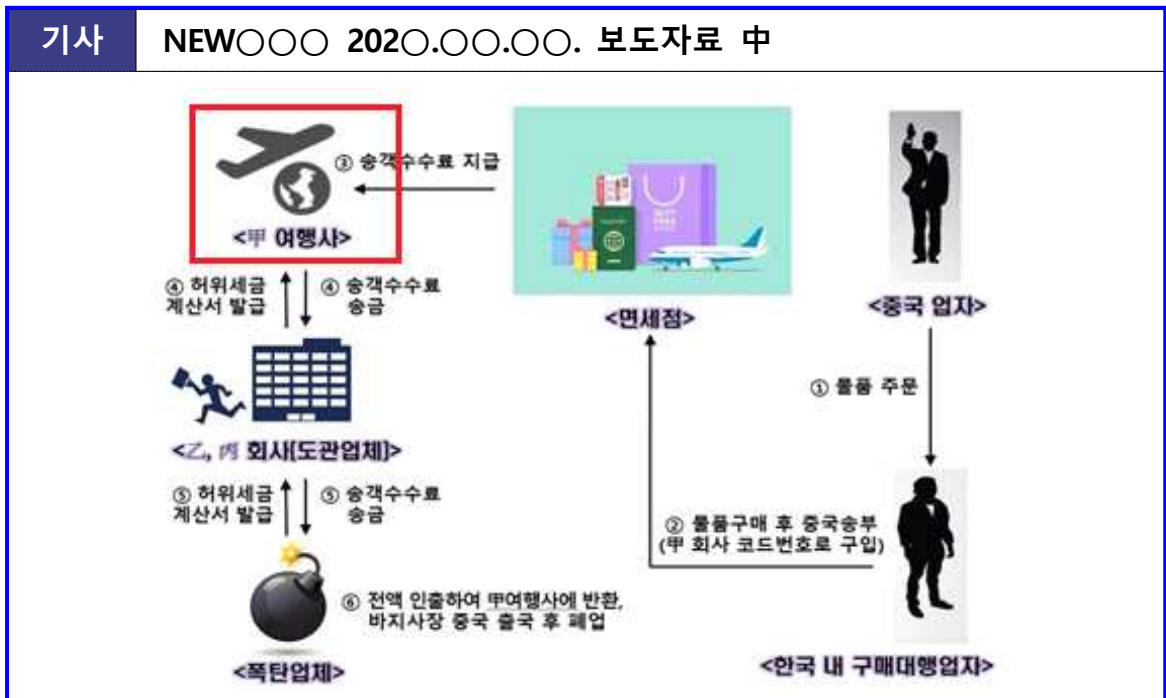 기사
NEW○○○ 202○.○○.○○. 보도자료 中
③ 송객수수료 지급
<甲 여행사>
④ 허위세금
계산서 발급
④ 송객수수료
송금
<면세점>
<중국 업자>
① 물품 주문
<乙, 丙 회사[도관업체]>
⑤ 허위세금
계산서 발급
⑤ 송객수수료
송금
② 물품구매 후 중국송부
(甲 회사 코드번호로 구입)
⑥ 전액 인출하여 甲여행사에 반환,
바지사장 중국 출국 후 폐업
<폭탄업체>
<한국 내 구매대행업자>